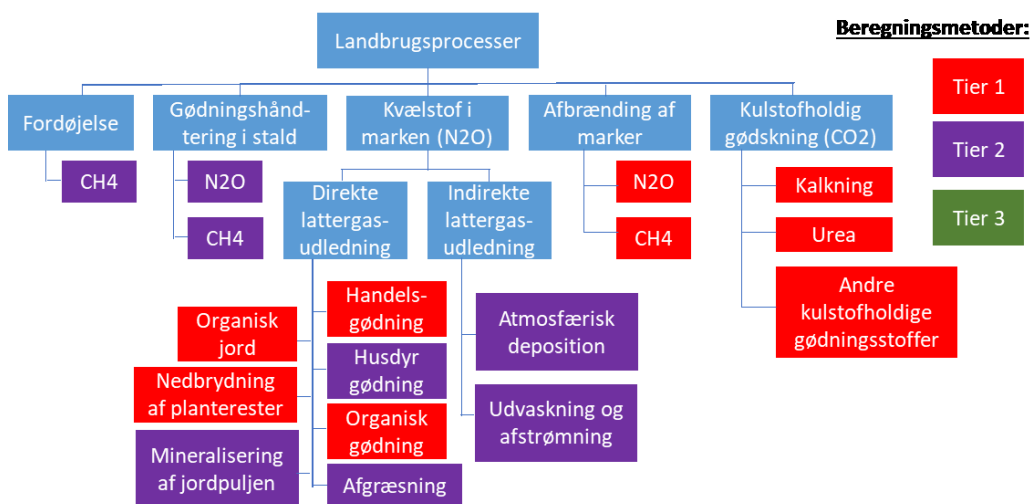 Beregningsmetoder:
Tier 1
Tier 2
Tier 3
Landbrugsprocesser
Fordøjelse
CH4
Gødningshånd-
tering i stald
N2O
CH4
Kvælstof i
marken (N2O)
Direkte
lattergas-
udledning
Organisk
jord
Nedbrydning
af planterester
Mineralisering
af jordpuljen
Handels-
gødning
Husdyr
gødning
Organisk
gødning
Afgræsning
Indirekte
lattergas-
udledning
Atmosfærisk
deposition
Udvaskning og
afstrømning
Afbrænding af
marker
N2O
CH4
Kulstofholdig
gødskning (CO2)
Kalkning
Urea
Andre
kulstofholdige
gødningsstoffer